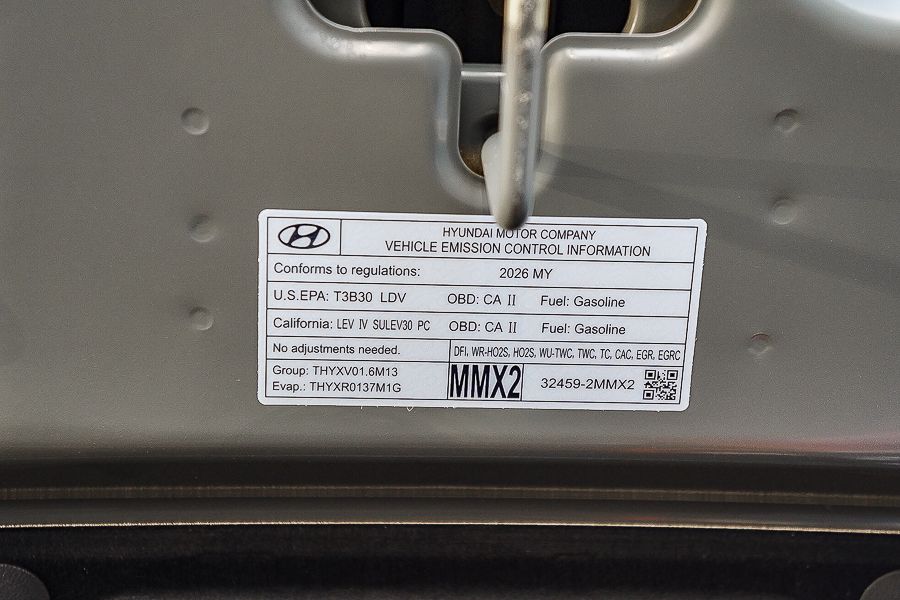 HYUNDAI MOTOR COMPANY
VEHICLE EMISSION CONTROL INFORMATION
Conforms to regulations: 2026 MY
U.S.EPA: T3B30 LDV OBD: CA II Fuel: Gasoline
California: LEV IV SULEV30 PC OBD: CA II Fuel: Gasoline
No adjustments needed. DFI, WR-HO2S, HO2S, WU-TWC, TWC, TC, CAC, EGR, EGRC
Group: THYXV01.6M13
Evap.: THYXR0137M1G
MMX2 32459-2MMX2